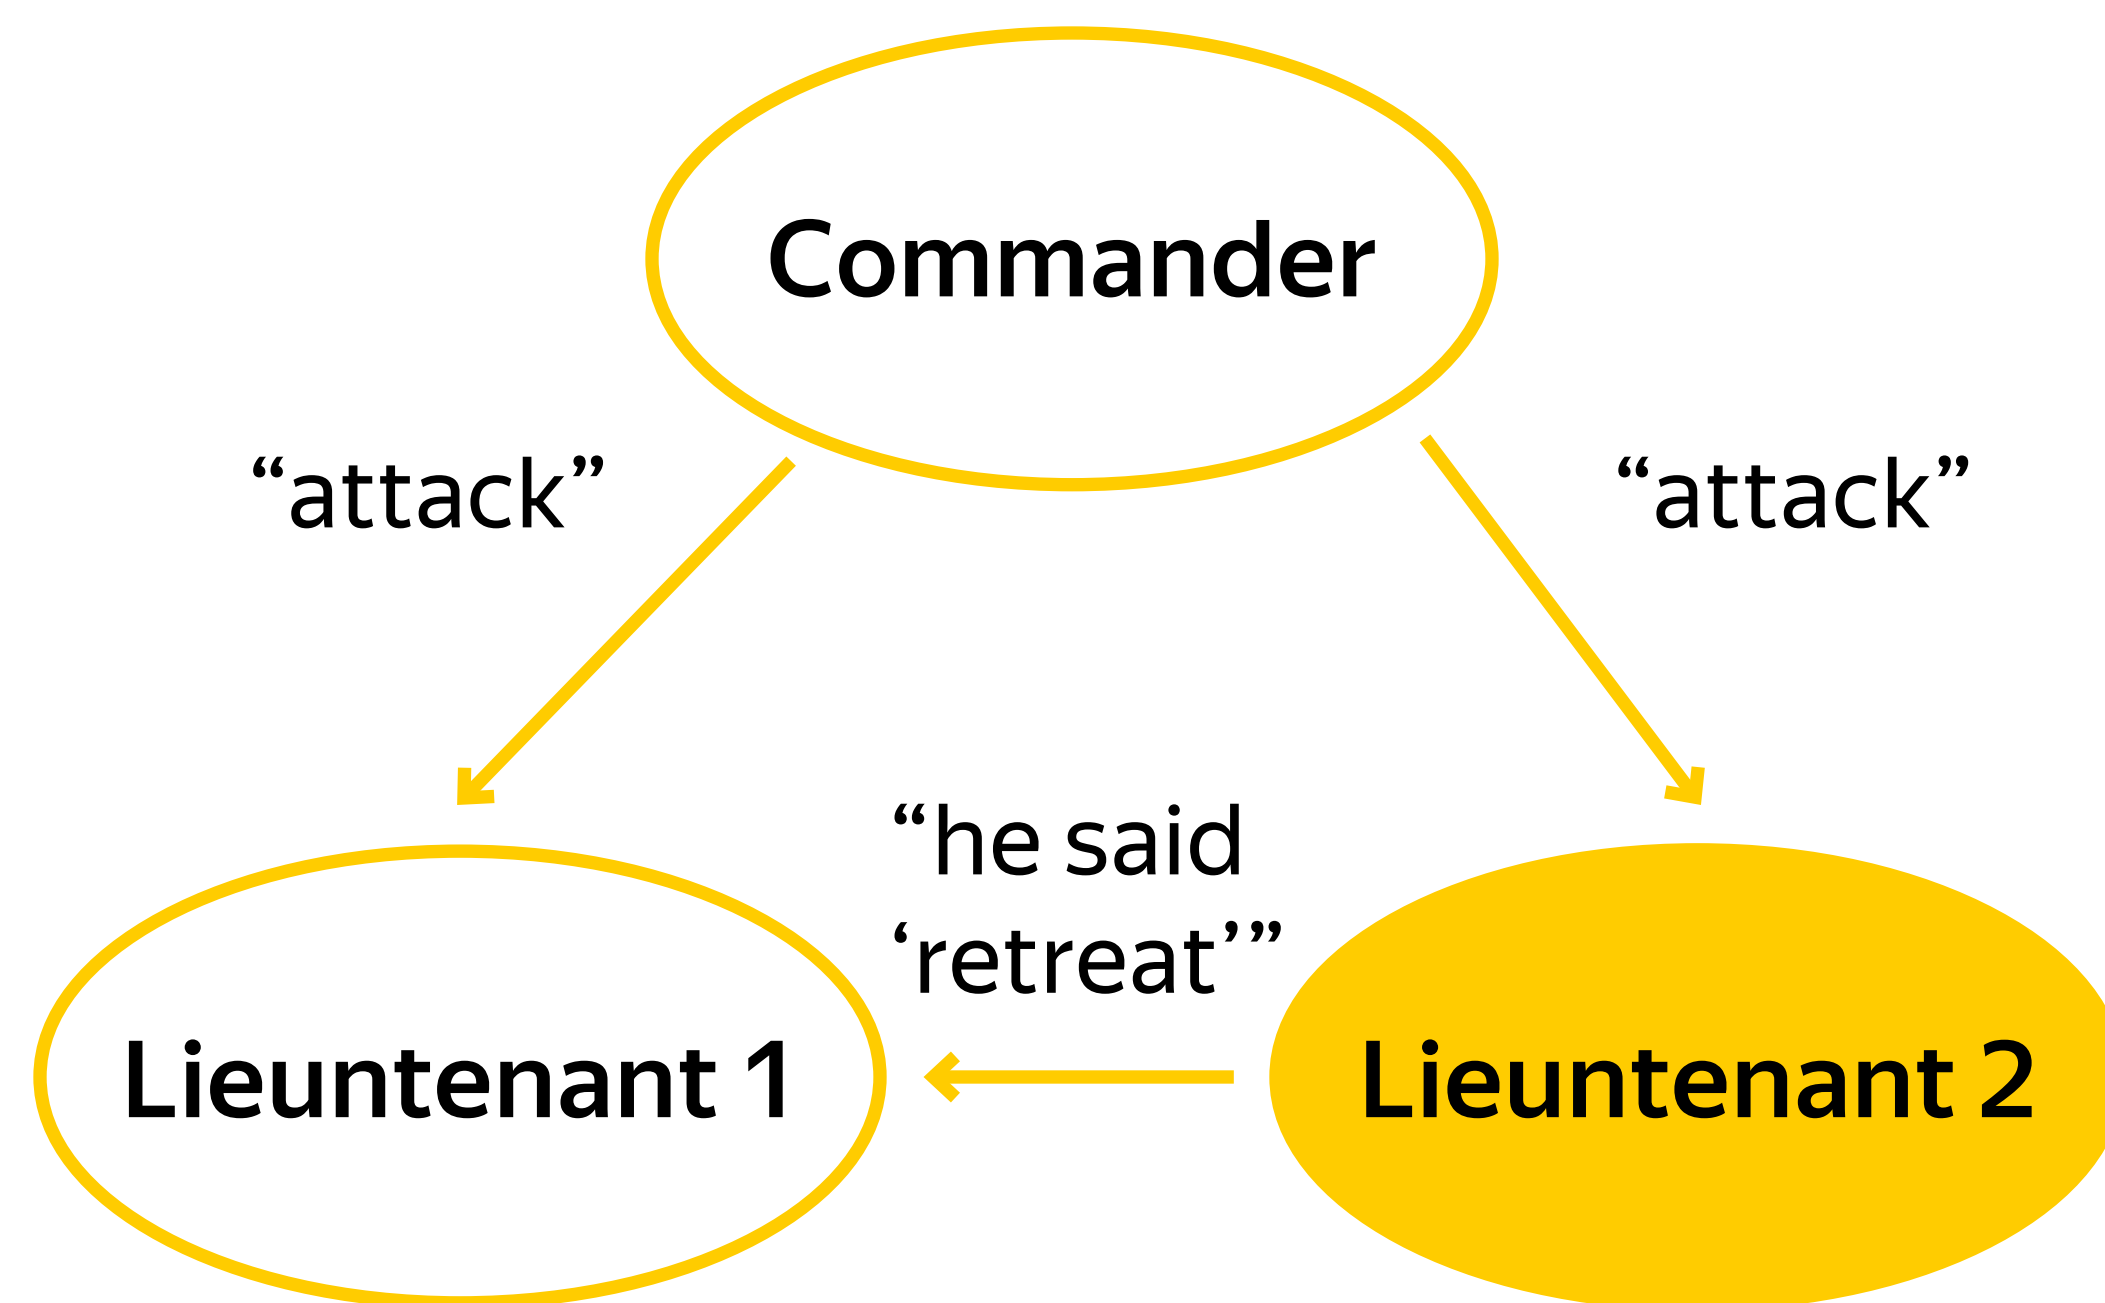 Commander
“attack”
“attack”
“he said
‘retreat’”
Lieuntenant 1
Lieuntenant 2